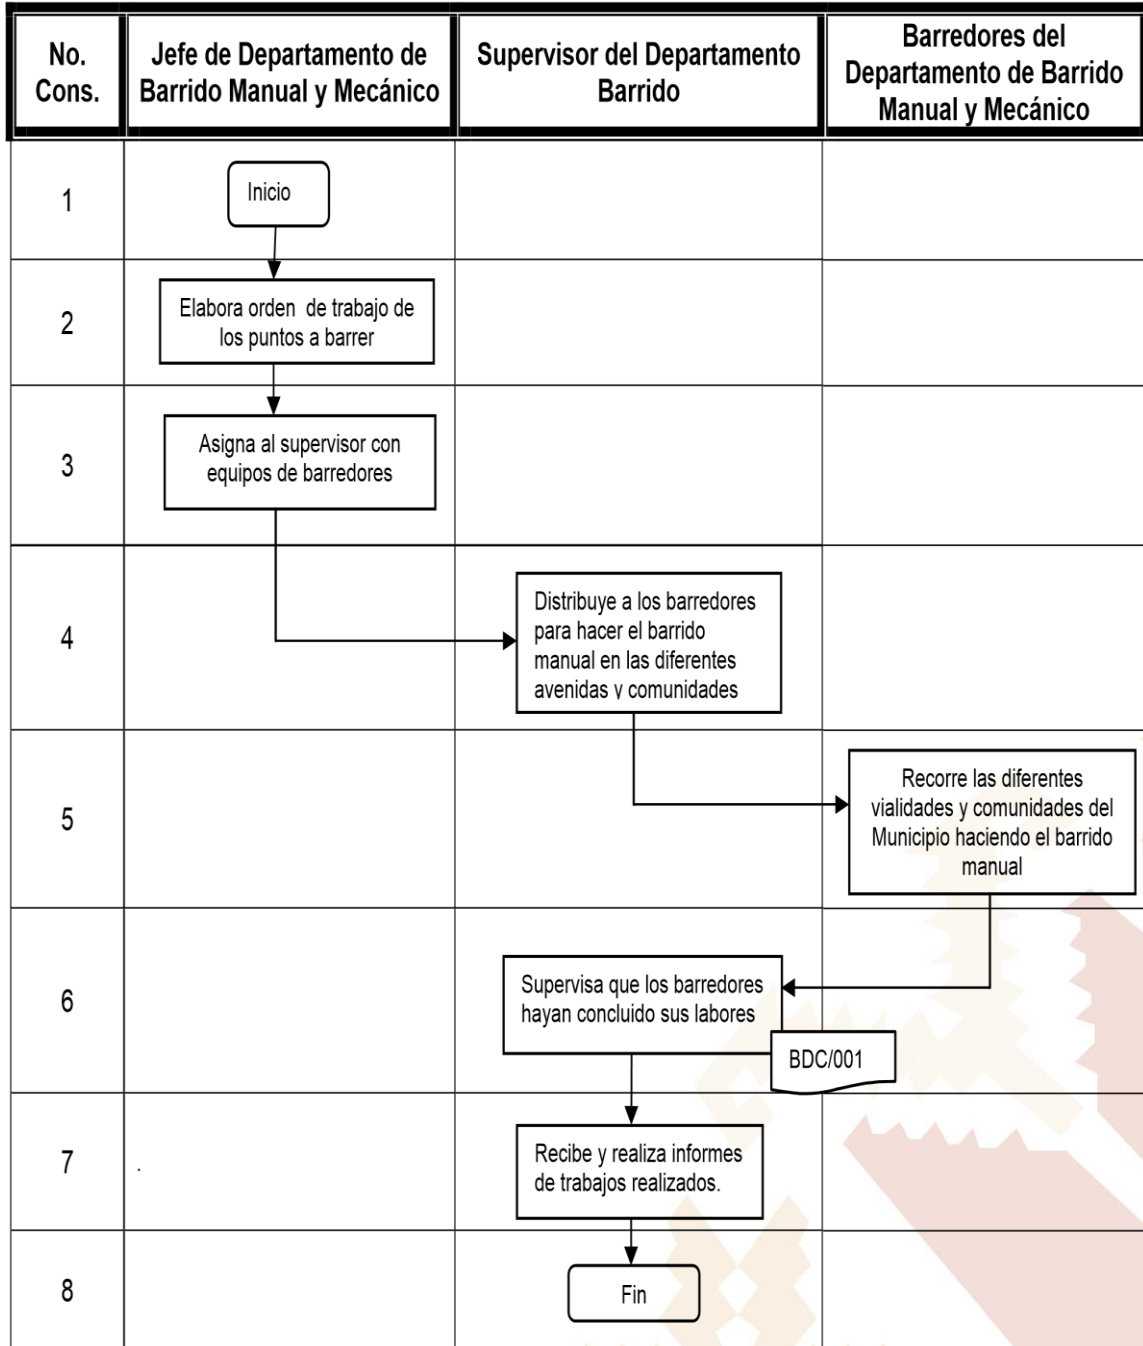 No.
Cons.
Jefe de Departamento de
Barrido Manual y Mecánico
Supervisor del Departamento
Barrido
Barredores del
Departamento de Barrido
Manual y Mecánico
1
Inicio
2
Elabora orden de trabajo de
los puntos a barrer
3
Asigna al supervisor con
equipos de barredores
4
Distribuye a los barredores
para hacer el barrido
manual en las diferentes
avenidas y comunidades
5
Recorre las diferentes
vialidades y comunidades del
Municipio haciendo el barrido
manual
6
Supervisa que los barredores
hayan concluido sus labores
BDC/001
7
.
Recibe y realiza informes
de trabajos realizados.
8
Fin